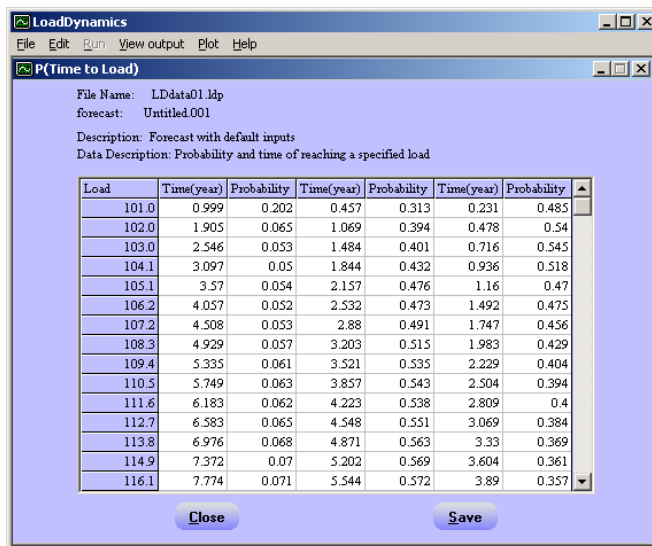 LoadDynamics
File Edit Run View output Plot Help
P(Time to Load)
File Name: LDdata01.ldp
forecast: Untitled.001
Description: Forecast with default inputs
Data Description: Probability and time of reaching a specified load
Load Time(year) Probability Time(year) Probability Time(year) Probability
101.0 0.999 0.202 0.457 0.313 0.231 0.485
102.0 1.905 0.065 1.069 0.394 0.478 0.54
103.0 2.546 0.053 1.484 0.401 0.716 0.545
104.1 3.097 0.05 1.844 0.432 0.936 0.518
105.1 3.57 0.054 2.157 0.476 1.16 0.47
106.2 4.057 0.052 2.532 0.473 1.492 0.475
107.2 4.508 0.053 2.88 0.491 1.747 0.456
108.3 4.929 0.057 3.203 0.515 1.983 0.429
109.4 5.335 0.061 3.521 0.535 2.229 0.404
110.5 5.749 0.063 3.857 0.543 2.504 0.394
111.6 6.183 0.062 4.223 0.538 2.809 0.4
112.7 6.583 0.065 4.548 0.551 3.069 0.384
113.8 6.976 0.068 4.871 0.563 3.33 0.369
114.9 7.372 0.07 5.202 0.569 3.604 0.361
116.1 7.774 0.071 5.544 0.572 3.89 0.357
Close Save